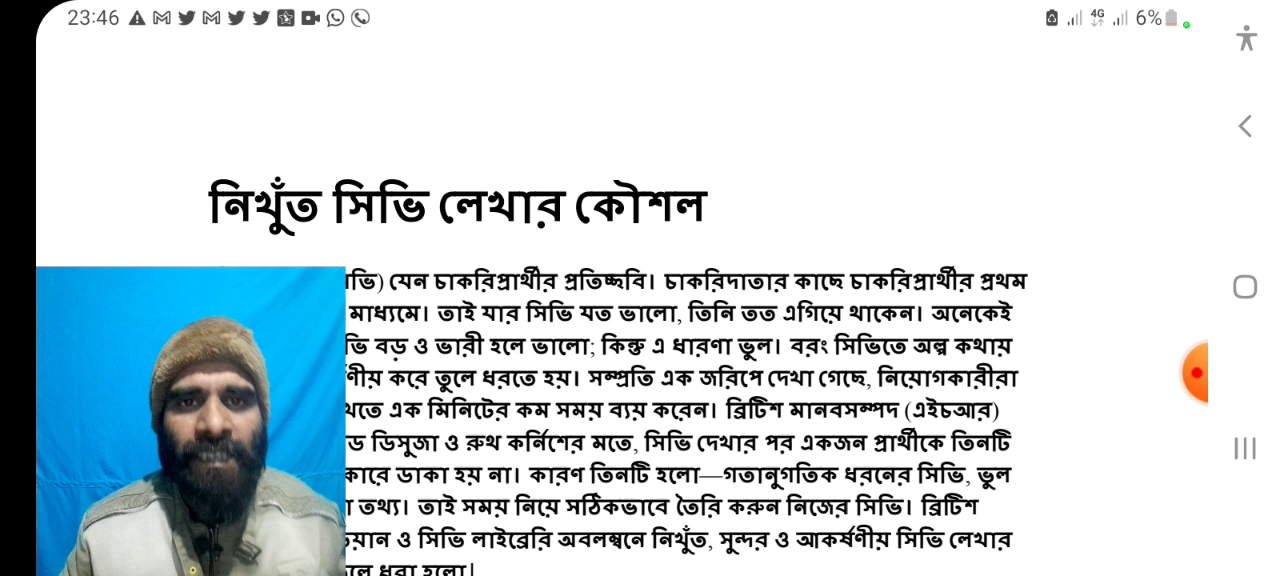 23:46
4G
6%
নিখুঁত সিভি লেখার কৌশল
যেন চাকরিপ্রার্থীর প্রতিচ্ছবি। চাকরিদাতার কাছে চাকরিপ্রার্থীর প্রথম
মাধ্যমে। তাই যার সিভি যত ভালো, তিনি তত এগিয়ে থাকেন। অনেকেই
বড় ও ভারী হলে ভালো; কিন্তু এ ধারণা ভুল। বরং সিভিতে অল্প কথায়
করে তুলে ধরতে হয়। সম্প্রতি এক জরিপে দেখা গেছে, নিয়োগকারীরা
এক মিনিটের কম সময় ব্যয় করেন। ব্রিটিশ মানবসম্পদ (এইচআর)
ডিসুজা ও রুথ কর্নিশের মতে, সিভি দেখার পর একজন প্রার্থীকে তিনটি
ডাকা হয় না। কারণ তিনটি হলো—গতানুগতিক ধরনের সিভি, ভুল
তথ্য। তাই সময় নিয়ে সঠিকভাবে তৈরি করুন নিজের সিভি। ব্রিটিশ
ও সিভি লাইব্রেরি অবলম্বনে নিখুঁত, সুন্দর ও আকর্ষণীয় সিভি লেখার
ধরা হলো।